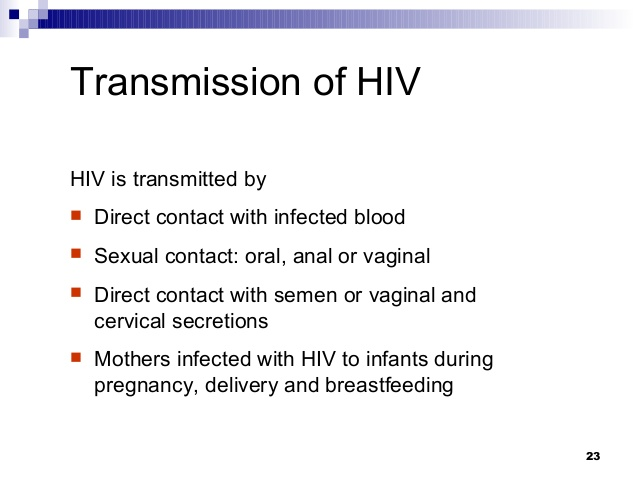 Transmission of HIV
HIV is transmitted by
Direct contact with infected blood
Sexual contact: oral, anal or vaginal
Direct contact with semen or vaginal and
cervical secretions
Mothers infected with HIV to infants during
pregnancy, delivery and breastfeeding
23